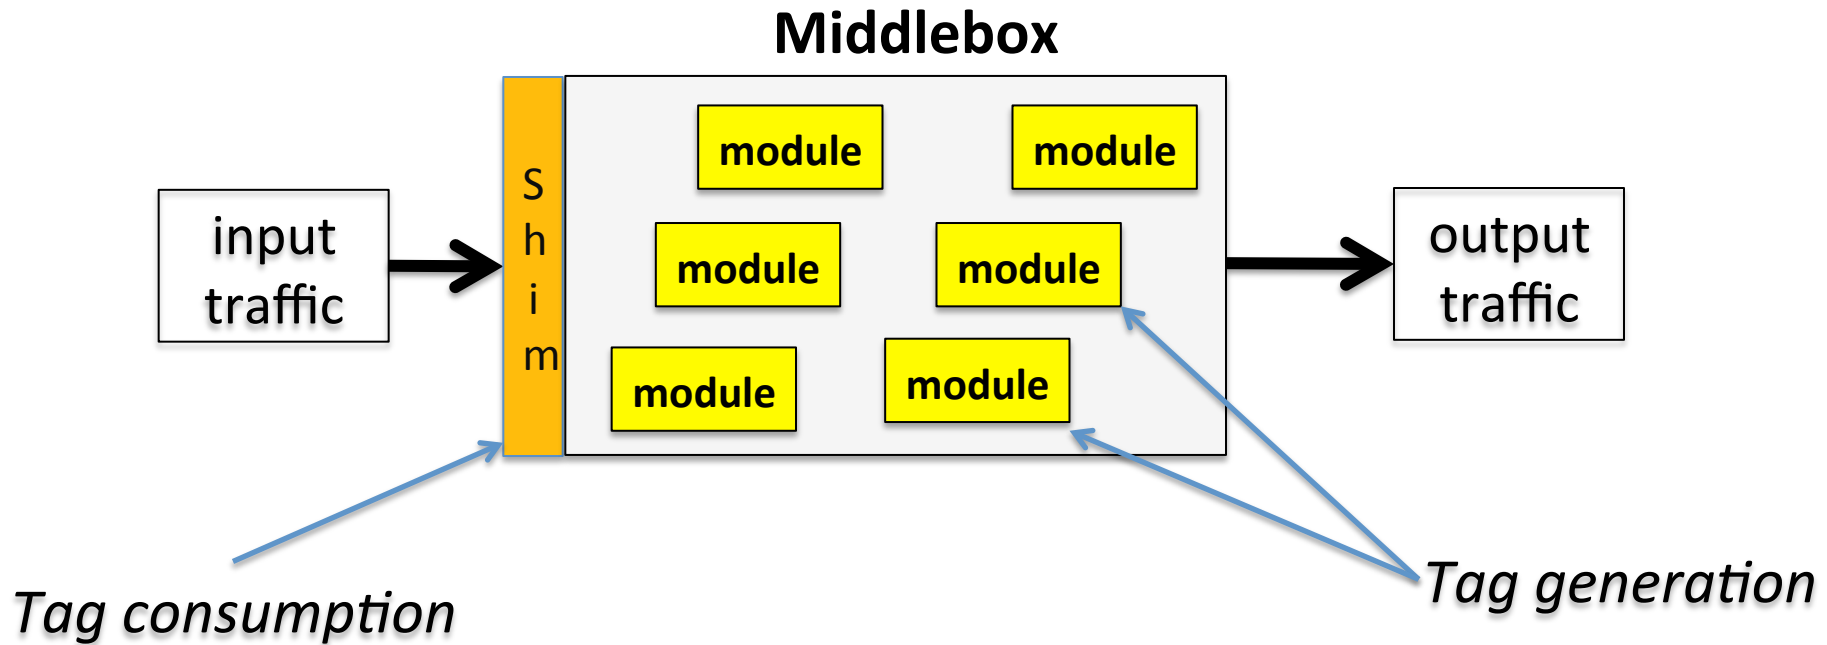 Middlebox
input
traffic
S
h
i
m
module
module
module
module
module
module
output
traffic
Tag consumption
Tag generation